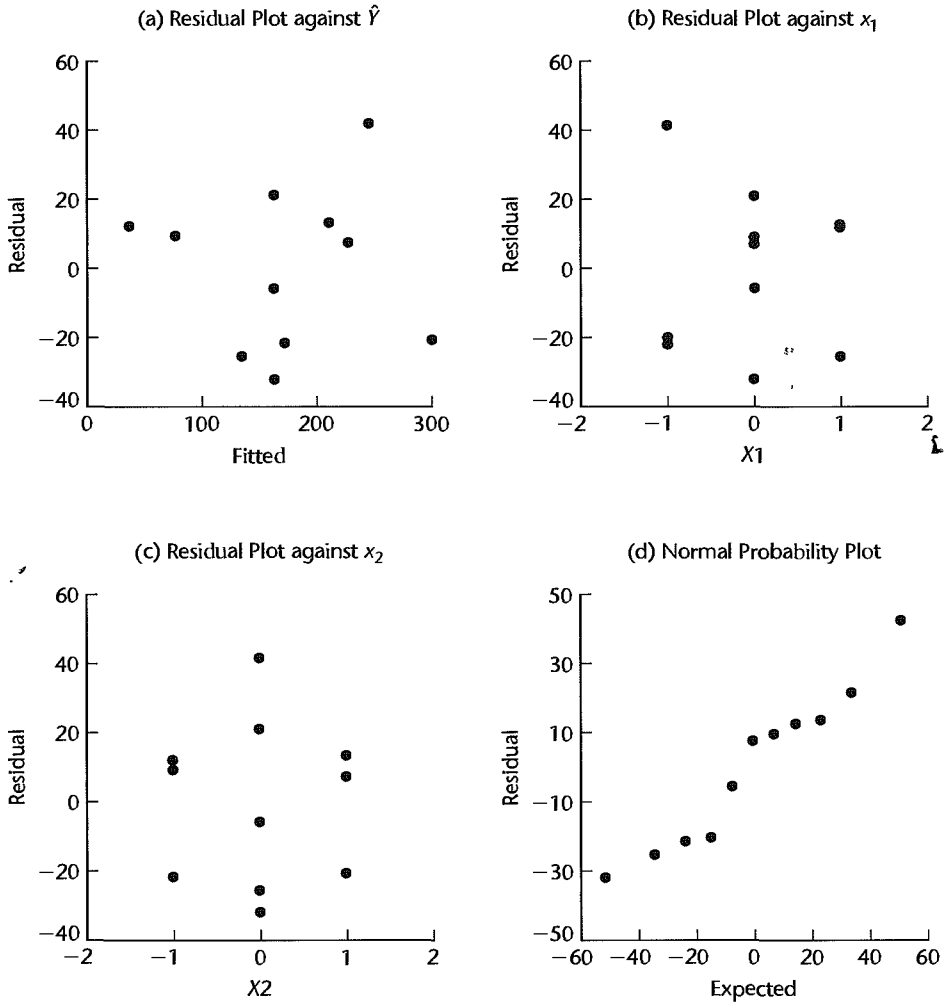 (a) Residual Plot against Ŷ
60
40
20
0
−20
−40
Residual
0 100 200 300
Fitted
(b) Residual Plot against x₁
60
40
20
0
−20
−40
Residual
−2 −1 0 1 2
X1
(c) Residual Plot against x₂
60
40
20
0
−20
−40
Residual
−2 −1 0 1 2
X2
(d) Normal Probability Plot
50
30
10
−10
−30
−50
Residual
−60 −40 −20 0 20 40 60
Expected